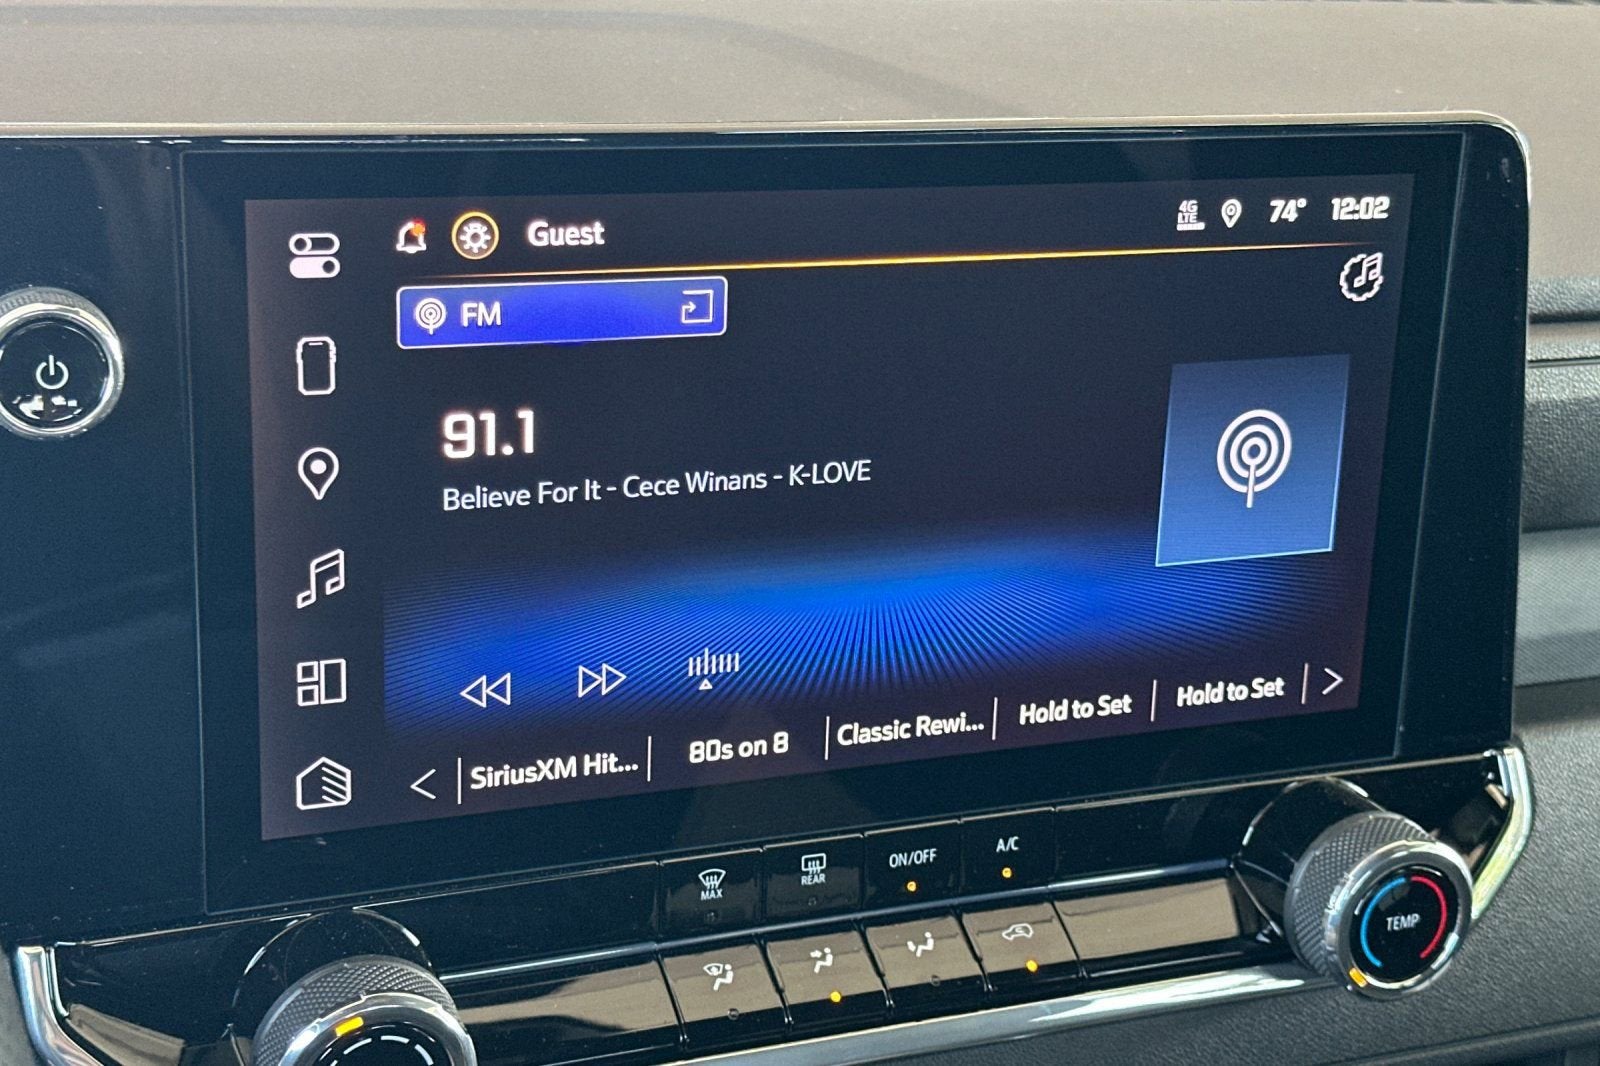 Guest
4G
LTE
74°
12:02
FM
91.1
Believe For It - Cece Winans - K-LOVE
SiriusXM Hit...
80s on 8
Classic Rewi...
Hold to Set
Hold to Set
MAX
REAR
ON/OFF
A/C
TEMP